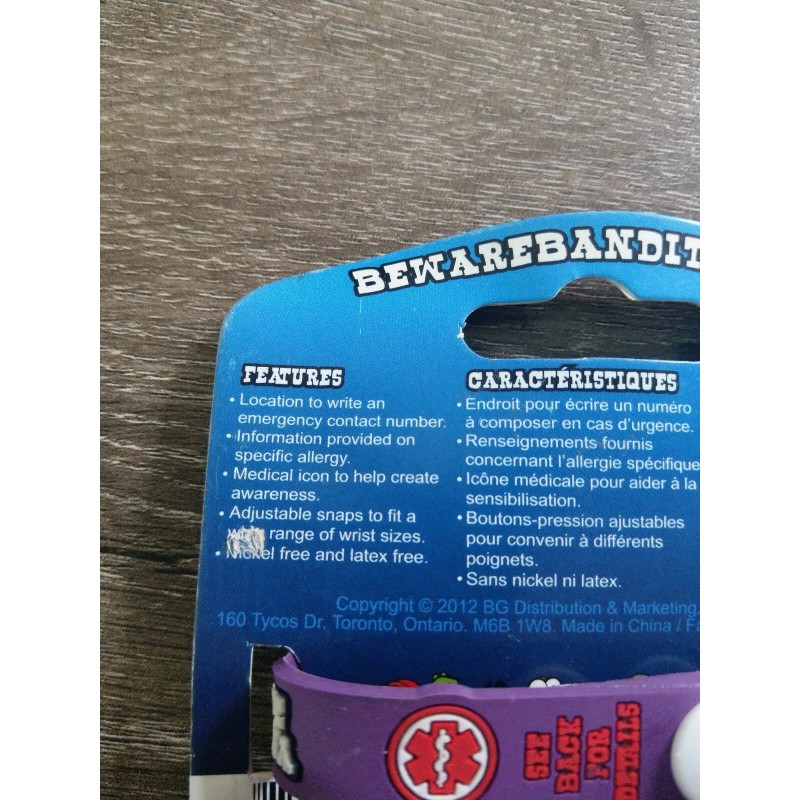 BEWAREBANDIT
FEATURES
• Location to write an
emergency contact number.
• Information provided on
specific allergy.
• Medical icon to help create
awareness.
• Adjustable snaps to fit a
wide range of wrist sizes.
• Nickel free and latex free.
CARACTÉRISTIQUES
• Endroit pour écrire un numéro
à composer en cas d'urgence.
• Renseignements fournis
concernant l'allergie spécifique
• Icône médicale pour aider à la
sensibilisation.
• Boutons-pression ajustables
pour convenir à différents
poignets.
• Sans nickel ni latex.
Copyright © 2012 BG Distribution & Marketing.
160 Tycos Dr, Toronto, Ontario. M6B 1W8. Made in China / Fa
SEE
BACK
FOR
DETAILS